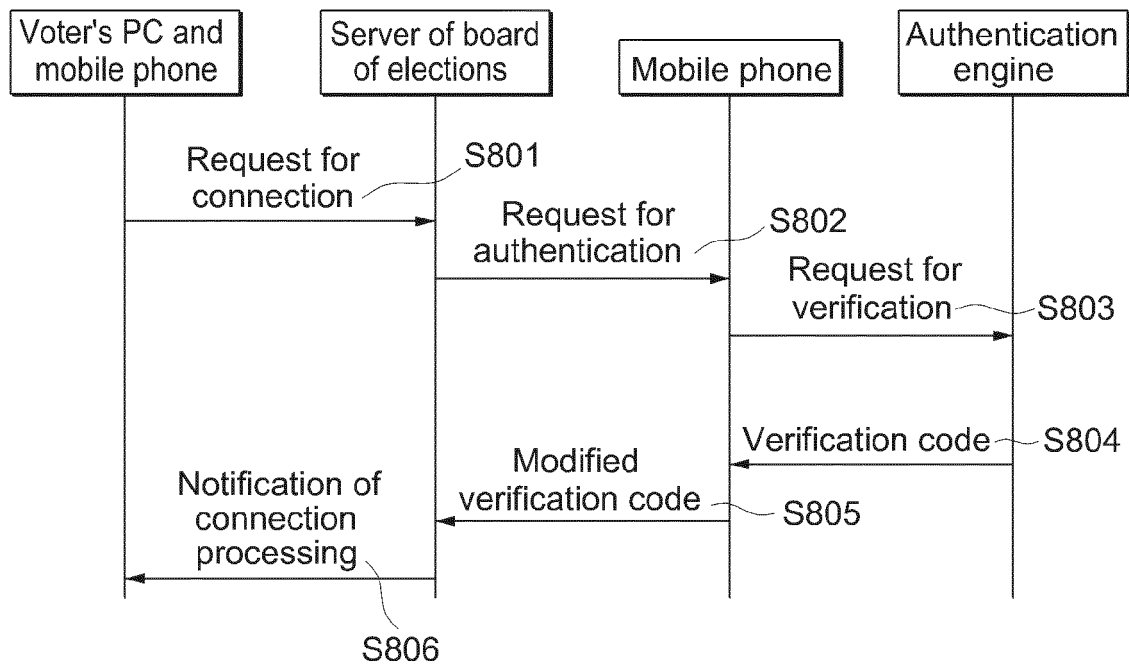 Voter's PC and
mobile phone
Server of board
of elections
Mobile phone
Authentication
engine
Request for
connection
S801
Request for
authentication
S802
Request for
verification
S803
Verification code
S804
Modified
verification code
S805
Notification of
connection
processing
S806